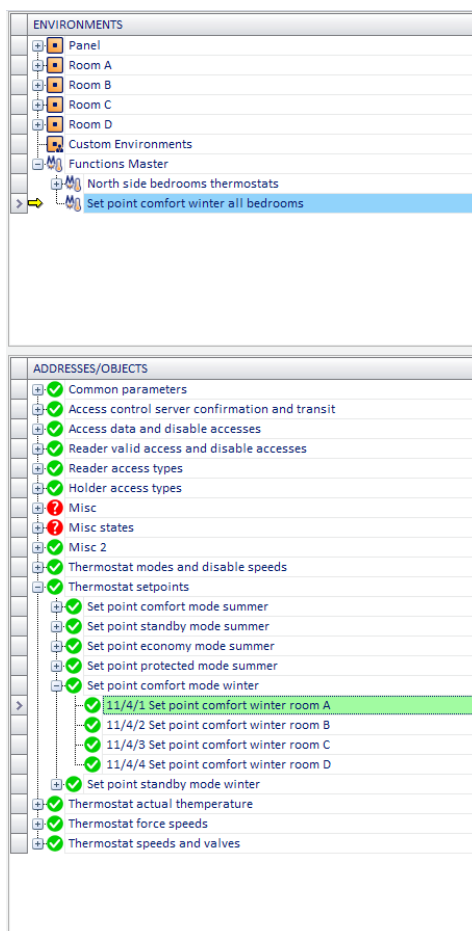 ENVIRONMENTS
Panel
Room A
Room B
Room C
Room D
Custom Environments
Functions Master
North side bedrooms thermostats
Set point comfort winter all bedrooms
ADDRESSES/OBJECTS
Common parameters
Access control server confirmation and transit
Access data and disable accesses
Reader valid access and disable accesses
Reader access types
Holder access types
Misc
Misc states
Misc 2
Thermostat modes and disable speeds
Thermostat setpoints
Set point comfort mode summer
Set point standby mode summer
Set point economy mode summer
Set point protected mode summer
Set point comfort mode winter
11/4/1 Set point comfort winter room A
11/4/2 Set point comfort winter room B
11/4/3 Set point comfort winter room C
11/4/4 Set point comfort winter room D
Set point standby mode winter
Thermostat actual themperature
Thermostat force speeds
Thermostat speeds and valves